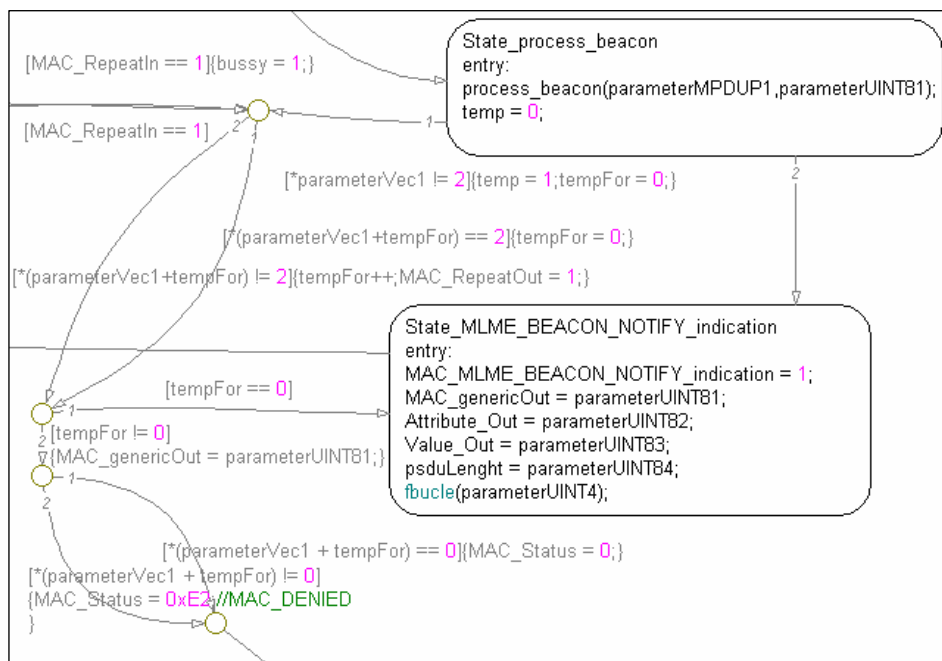 State_process_beacon
entry:
process_beacon(parameterMPDUP1,parameterUINT81);
temp = 0;
[MAC_RepeatIn == 1]{bussy = 1;}
1
2
1
[MAC_RepeatIn == 1]
2
[*parameterVec1 != 2]{temp = 1;tempFor = 0;}
[*(parameterVec1+tempFor) == 2]{tempFor = 0;}
[*(parameterVec1+tempFor) != 2]{tempFor++;MAC_RepeatOut = 1;}
State_MLME_BEACON_NOTIFY_indication
entry:
MAC_MLME_BEACON_NOTIFY_indication = 1;
MAC_genericOut = parameterUINT81;
Attribute_Out = parameterUINT82;
Value_Out = parameterUINT83;
psduLenght = parameterUINT84;
fbucle(parameterUINT4);
[tempFor == 0]
1
2
[tempFor != 0]
{MAC_genericOut = parameterUINT81;}
1
2
[*(parameterVec1 + tempFor) == 0]{MAC_Status = 0;}
[*(parameterVec1 + tempFor) != 0]
{MAC_Status = 0xE2;//MAC_DENIED
}